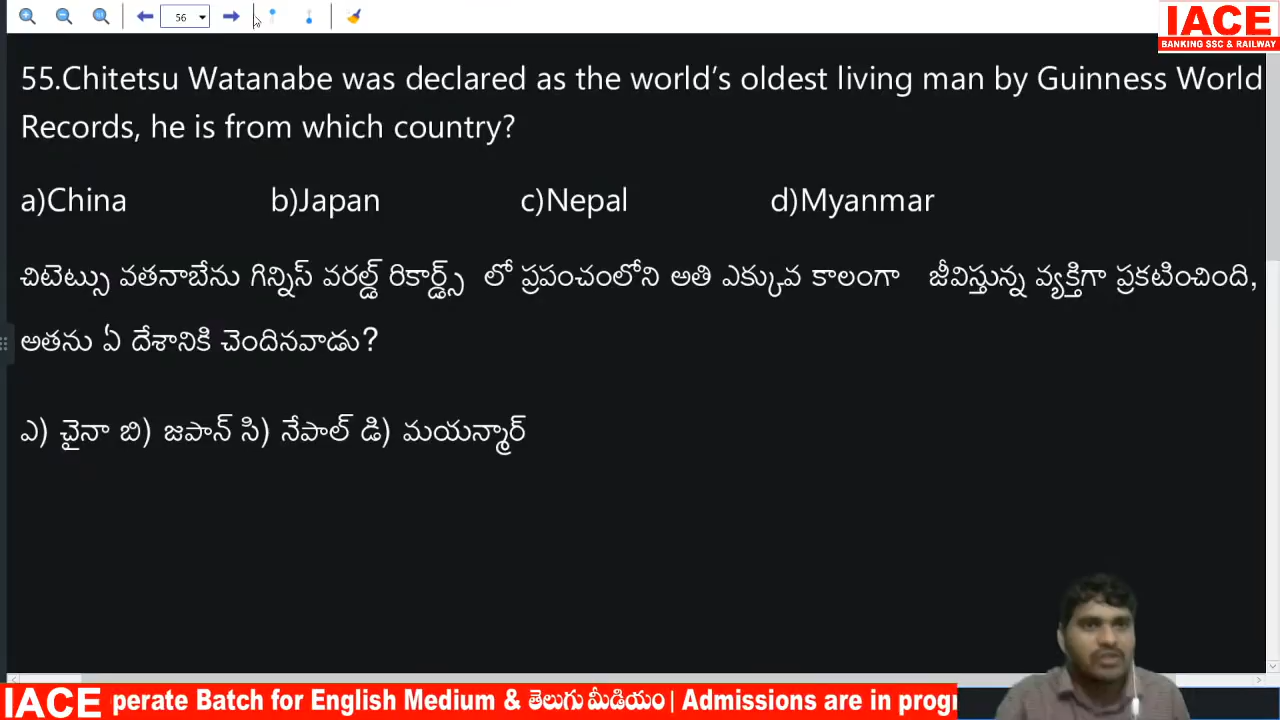 56
IACE
BANKING SSC & RAILWAY
55.Chitetsu Watanabe was declared as the world’s oldest living man by Guinness World
Records, he is from which country?
a)China b)Japan c)Nepal d)Myanmar
చిటెట్సు వతనాబేను గిన్నిస్ వరల్డ్ రికార్డ్స్ లో ప్రపంచంలోని అతి ఎక్కువ కాలంగా జీవిస్తున్న వ్యక్తిగా ప్రకటించింది,
అతను ఏ దేశానికి చెందినవాడు?
ఎ) చైనా బి) జపాన్ సి) నేపాల్ డి) మయన్మార్
IACE perate Batch for English Medium & తెలుగు మీడియం | Admissions are in progr